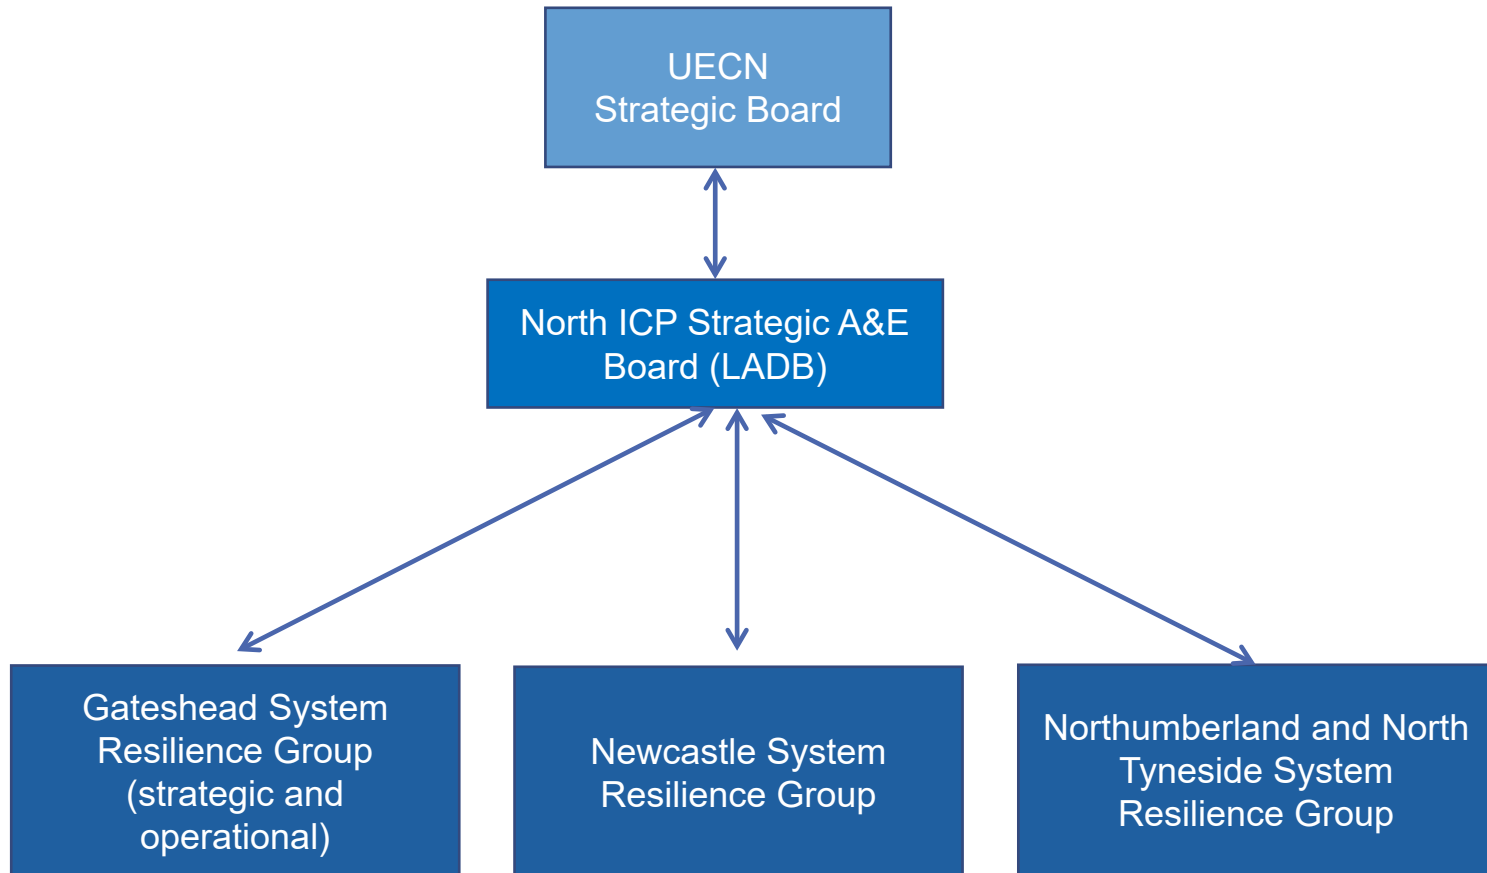 UECN
Strategic Board
North ICP Strategic A&E
Board (LADB)
Gateshead System
Resilience Group
(strategic and
operational)
Newcastle System
Resilience Group
Northumberland and North
Tyneside System
Resilience Group